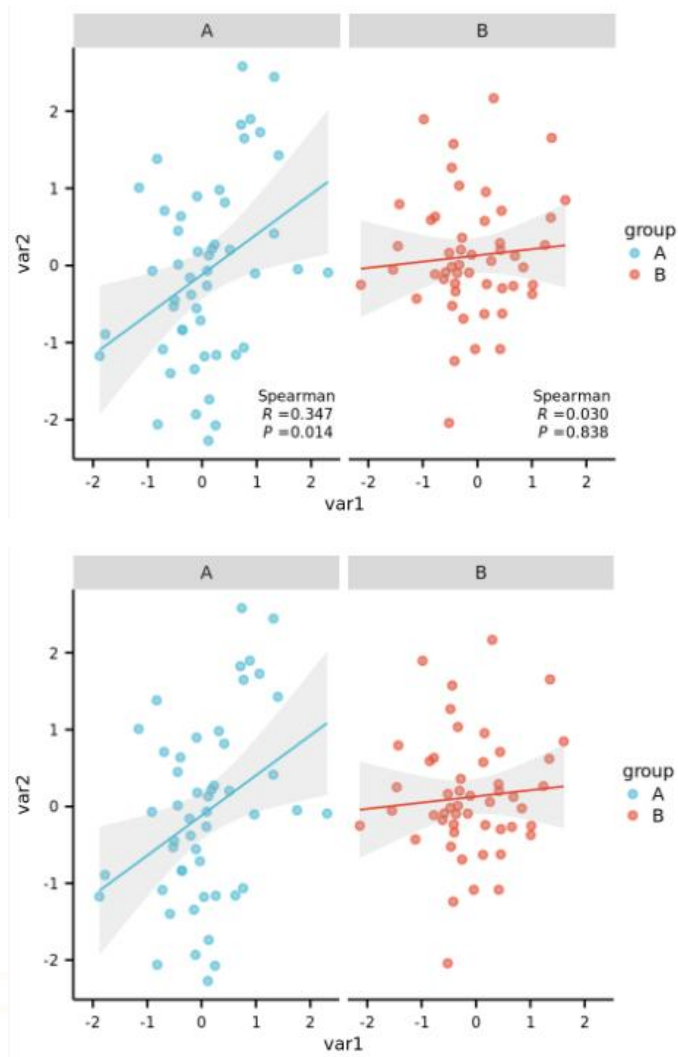 A B
2
1
0
-1
-2
var2
Spearman
R =0.347
P =0.014
Spearman
R =0.030
P =0.838
-2 -1 0 1 2 -2 -1 0 1 2
var1
group
A
B
A B
2
1
0
-1
-2
var2
-2 -1 0 1 2 -2 -1 0 1 2
var1
group
A
B